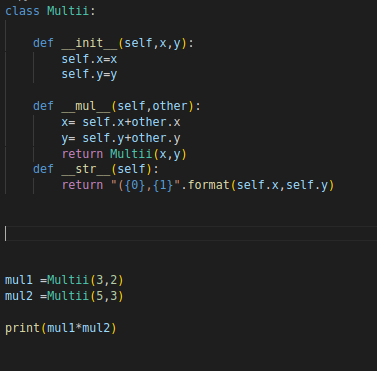 class Multii:
def __init__(self,x,y):
self.x=x
self.y=y
def __mul__(self,other):
x= self.x+other.x
y= self.y+other.y
return Multii(x,y)
def __str__(self):
return "({0},{1}".format(self.x,self.y)
mul1 =Multii(3,2)
mul2 =Multii(5,3)
print(mul1*mul2)